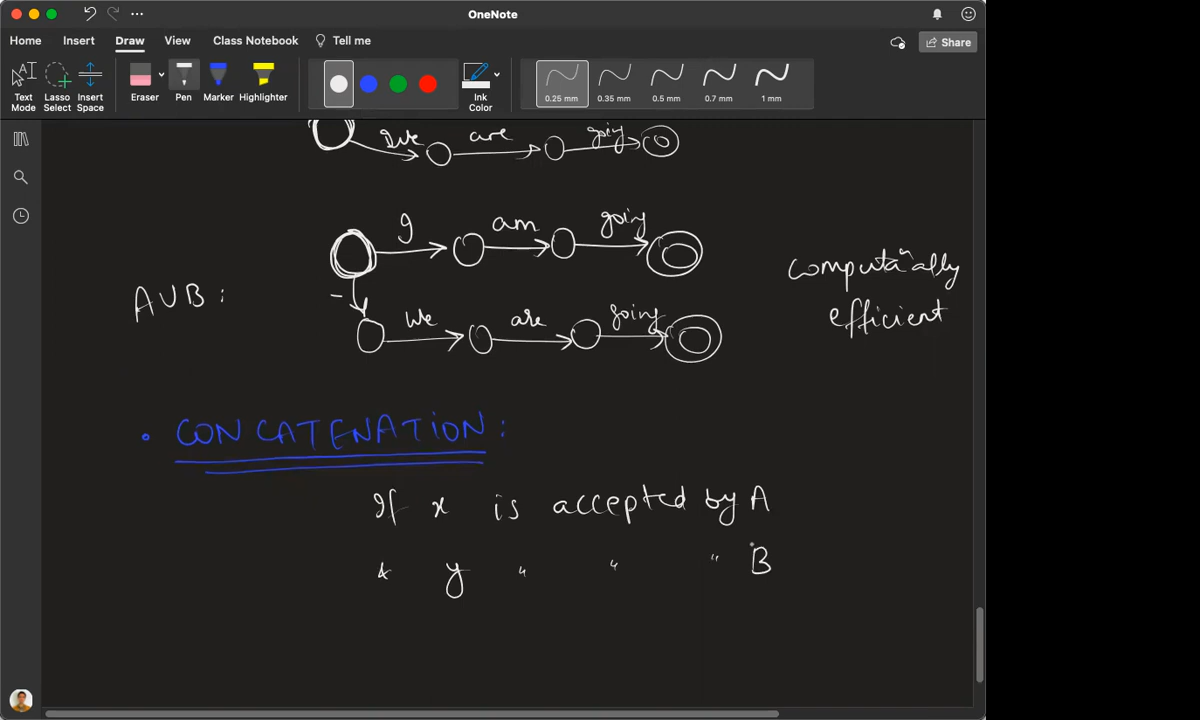 OneNote
Home Insert Draw View Class Notebook Tell me
Share
Text Mode
Lasso Select
Insert Space
Eraser
Pen
Marker
Highlighter
Ink Color
0.25 mm
0.35 mm
0.5 mm
0.7 mm
1 mm
are going
I am going
AUB:
we are going
computationally
efficient
• CONCATENATION:
If x is accepted by A
& y " " " B